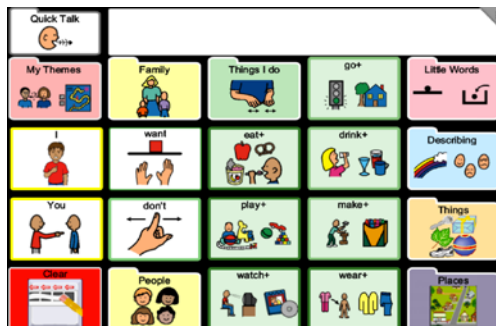 Quick Talk
My Themes
Family
Things I do
go+
Little Words
I
want
eat+
drink+
Describing
You
don't
play+
make+
Things
Clear
People
watch+
wear+
Places